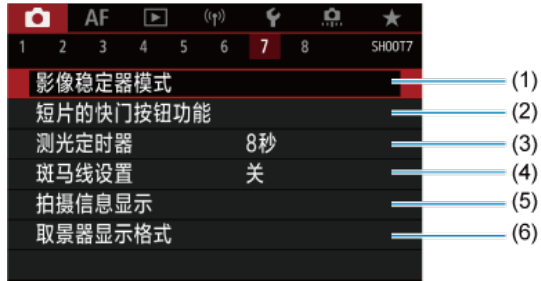 AF
1 2 3 4 5 6 7 8 SHOOT7
影像稳定器模式 (1)
短片的快门按钮功能 (2)
测光定时器 8秒 (3)
斑马线设置 关 (4)
拍摄信息显示 (5)
取景器显示格式 (6)